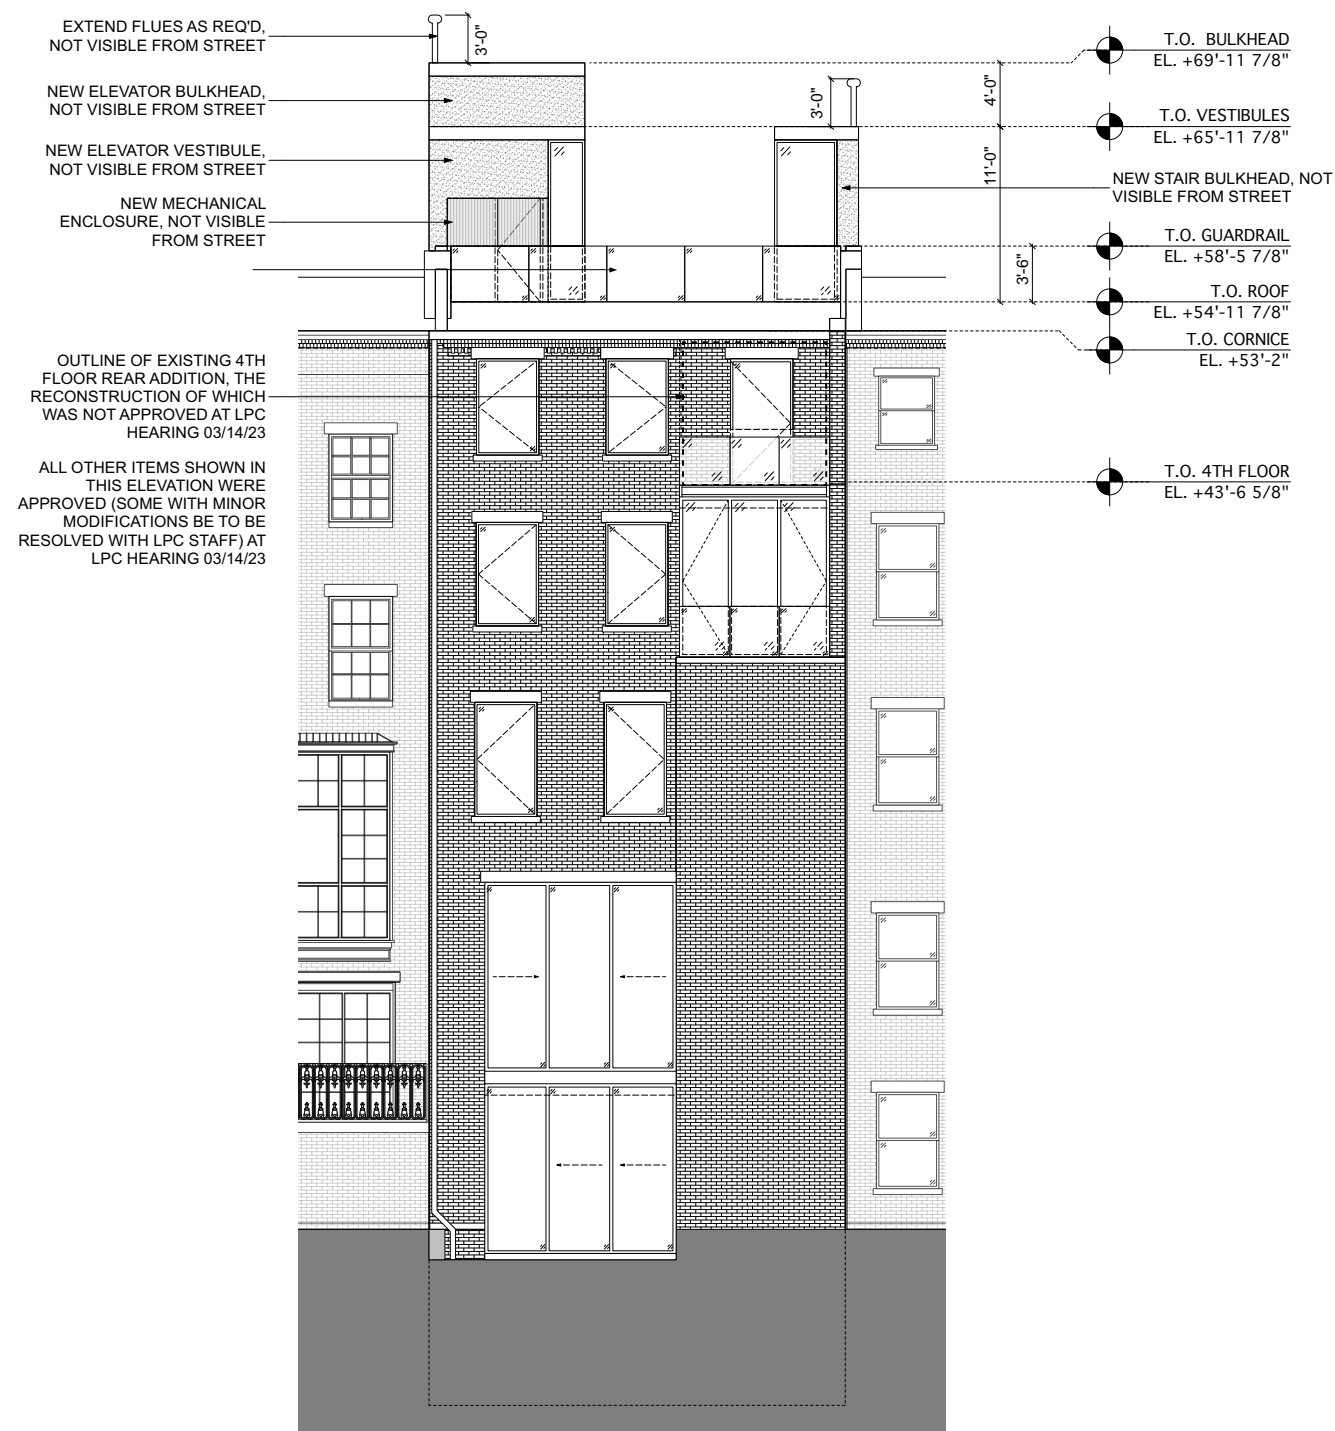 EXTEND FLUES AS REQ'D,
NOT VISIBLE FROM STREET
NEW ELEVATOR BULKHEAD,
NOT VISIBLE FROM STREET
NEW ELEVATOR VESTIBULE,
NOT VISIBLE FROM STREET
NEW MECHANICAL
ENCLOSURE, NOT VISIBLE
FROM STREET
OUTLINE OF EXISTING 4TH
FLOOR REAR ADDITION, THE
RECONSTRUCTION OF WHICH
WAS NOT APPROVED AT LPC
HEARING 03/14/23
ALL OTHER ITEMS SHOWN IN
THIS ELEVATION WERE
APPROVED (SOME WITH MINOR
MODIFICATIONS BE TO BE
RESOLVED WITH LPC STAFF) AT
LPC HEARING 03/14/23
3'-0"
3'-0"
4'-0"
11'-0"
3'-6"
T.O. BULKHEAD
EL. +69'-11 7/8"
T.O. VESTIBULES
EL. +65'-11 7/8"
NEW STAIR BULKHEAD, NOT
VISIBLE FROM STREET
T.O. GUARDRAIL
EL. +58'-5 7/8"
T.O. ROOF
EL. +54'-11 7/8"
T.O. CORNICE
EL. +53'-2"
T.O. 4TH FLOOR
EL. +43'-6 5/8"